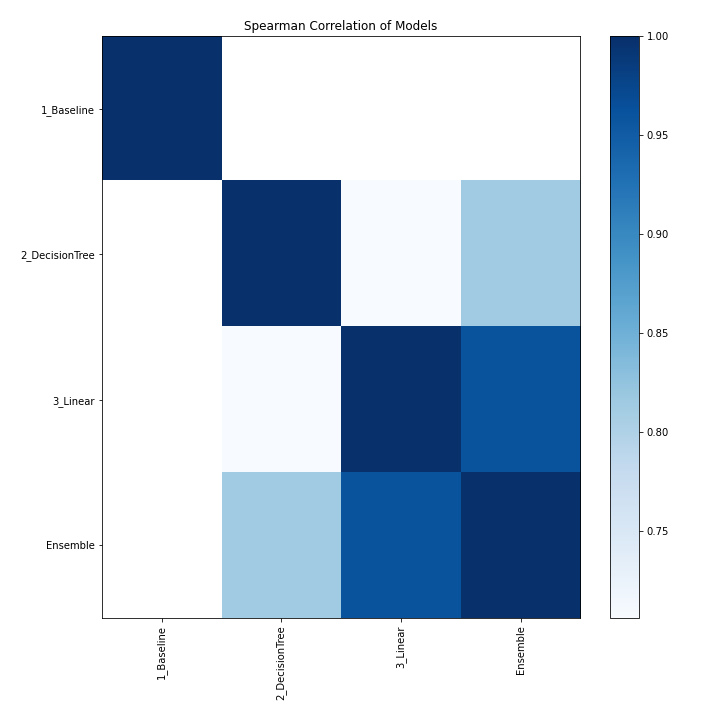 Spearman Correlation of Models
1_Baseline
2_DecisionTree
3_Linear
Ensemble
1_Baseline
2_DecisionTree
3_Linear
Ensemble
1.00
0.95
0.90
0.85
0.80
0.75